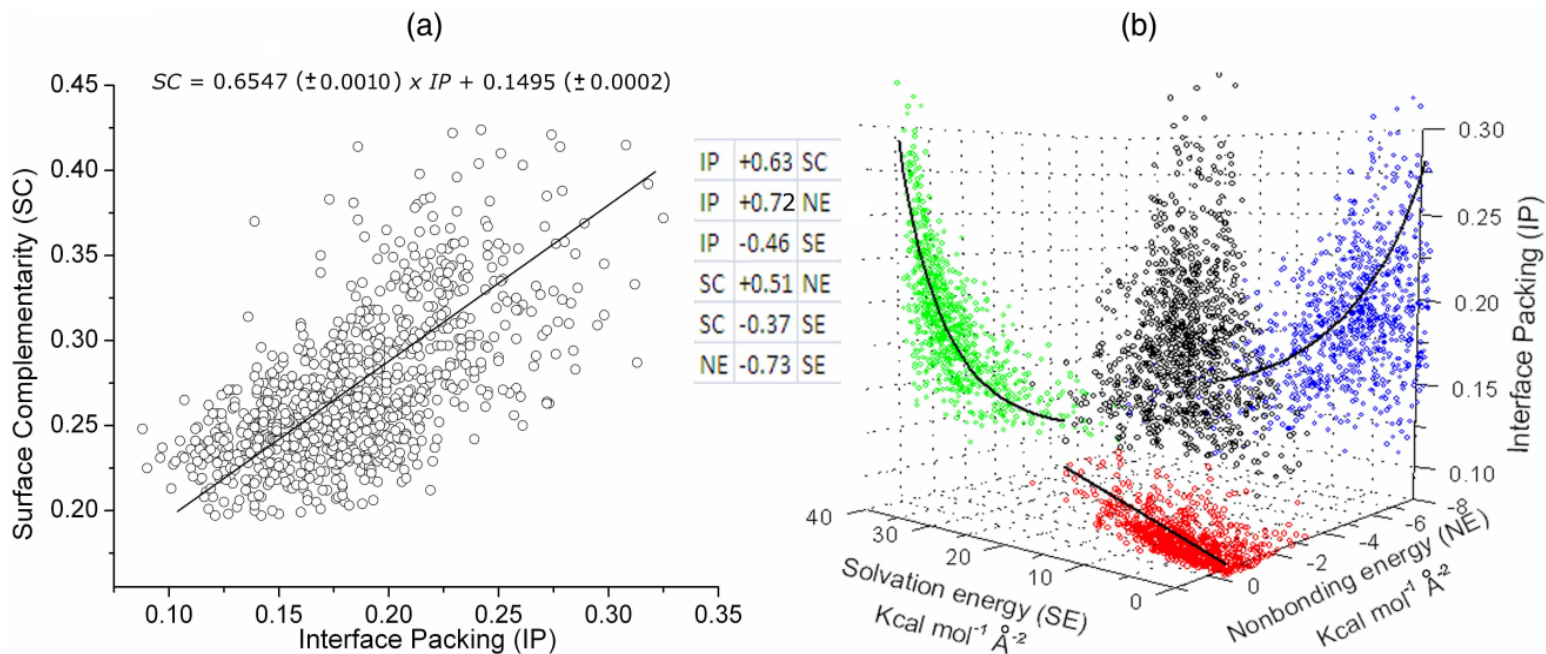 (a)
SC = 0.6547 (±0.0010) x IP + 0.1495 (±0.0002)
Surface Complementarity (SC)
0.45
0.40
0.35
0.30
0.25
0.20
0.10 0.15 0.20 0.25 0.30 0.35
Interface Packing (IP)
IP +0.63 SC
IP +0.72 NE
IP -0.46 SE
SC +0.51 NE
SC -0.37 SE
NE -0.73 SE
(b)
0.30
0.25
0.20
0.15
0.10
Interface Packing (IP)
40 30 20 10 0
Solvation energy (SE)
Kcal mol⁻¹ Å⁻²
0 -2 -4 -6 -8
Nonbonding energy (NE)
Kcal mol⁻¹ Å⁻²